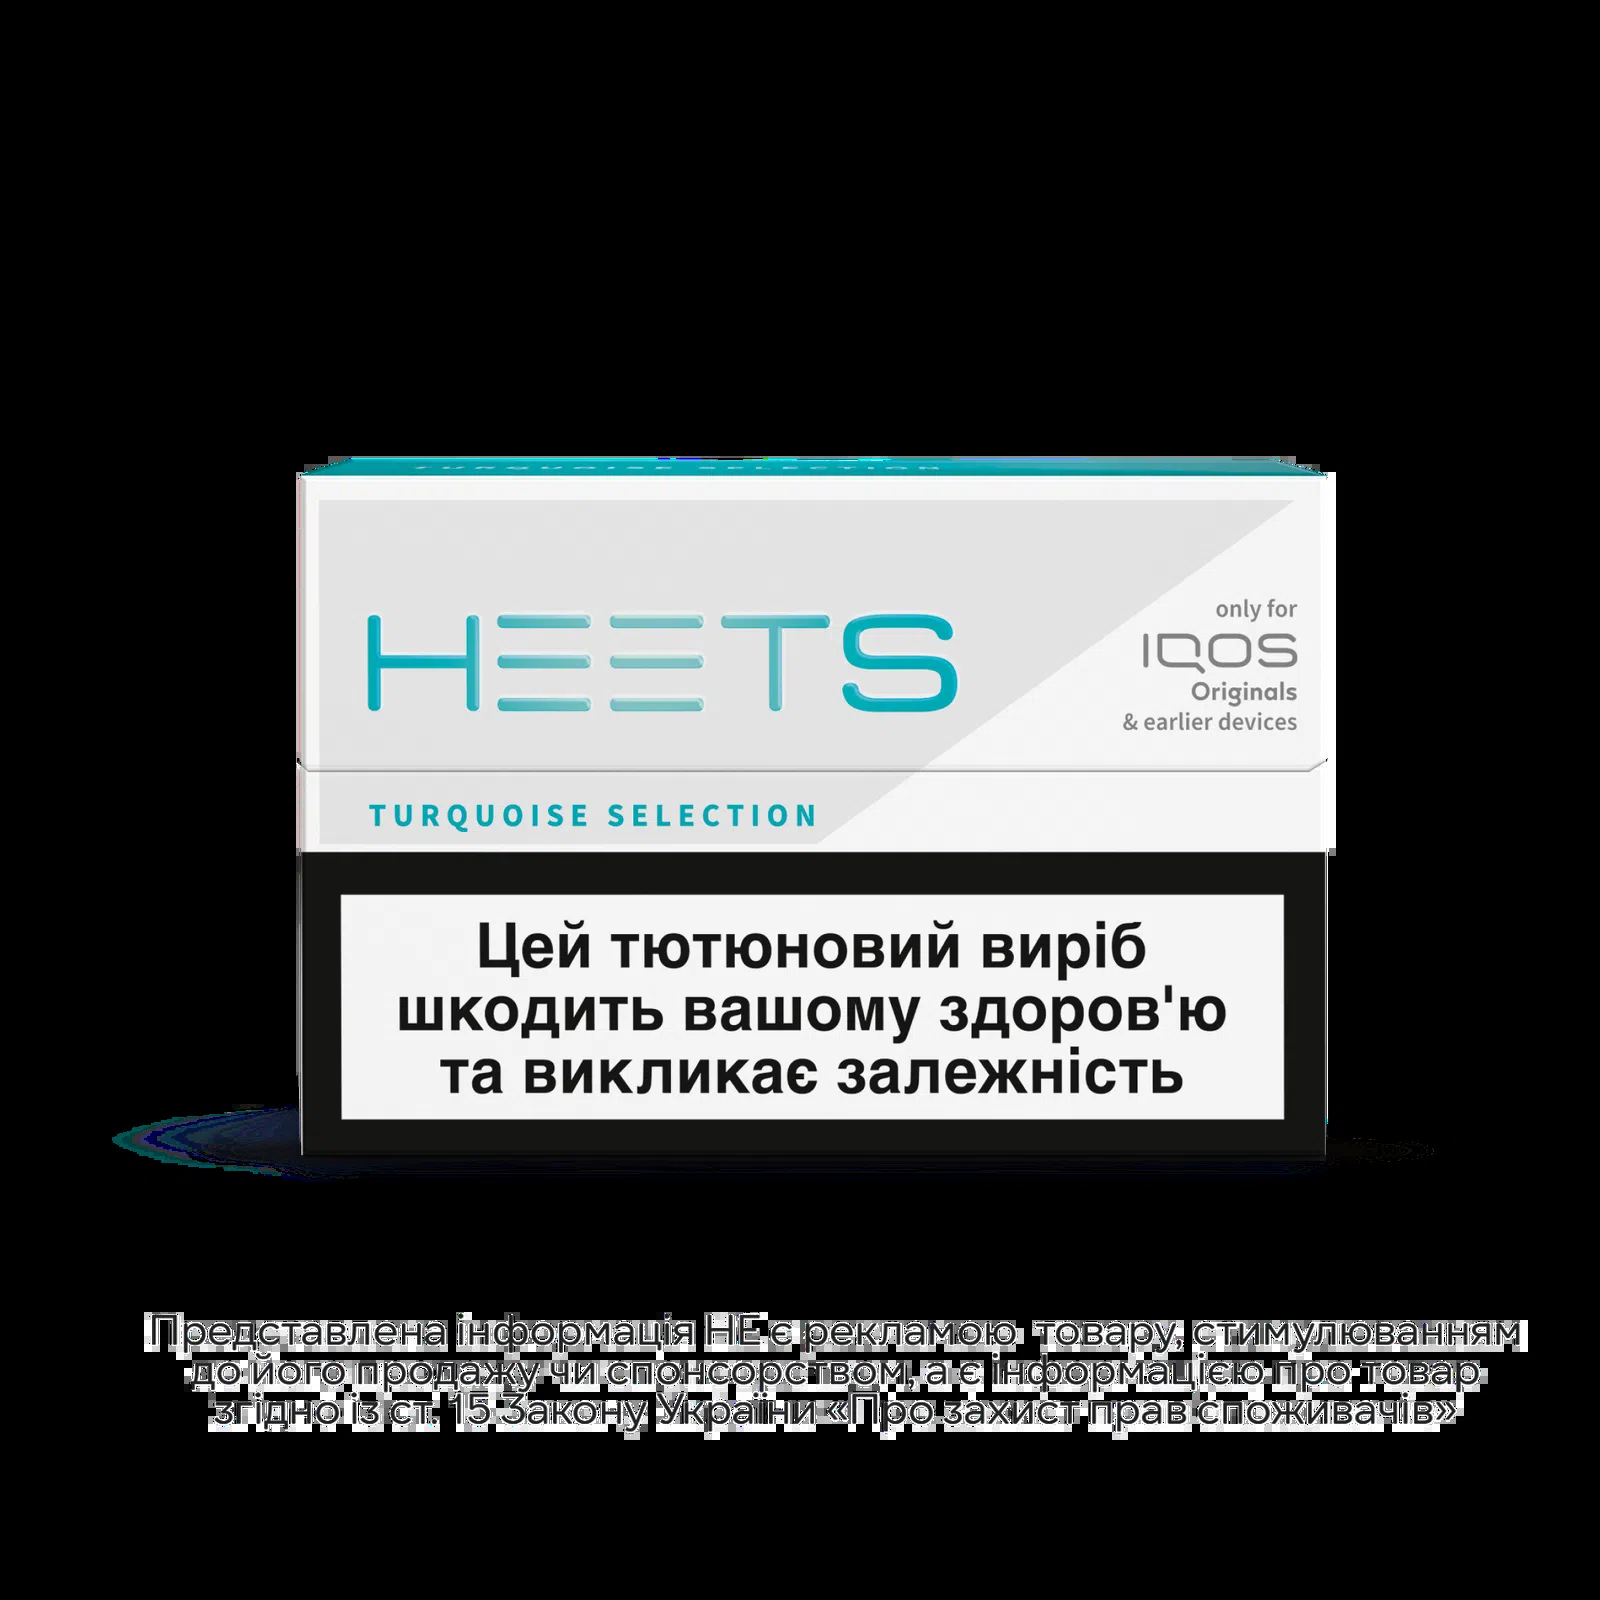 TURQUOISE SELECTION
HEETS
only for
IQOS
Originals
& earlier devices
TURQUOISE SELECTION
Цей тютюновий виріб
шкодить вашому здоров'ю
та викликає залежність
Представлена інформація НЕ є рекламою товару, стимулюванням
до його продажу чи спонсорством, а є інформацією про товар
згідно із ст. 15 Закону України «Про захист прав споживачів»